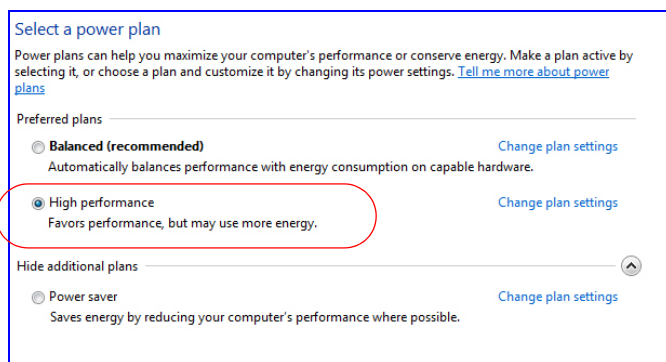 Select a power plan
Power plans can help you maximize your computer's performance or conserve energy. Make a plan active by
selecting it, or choose a plan and customize it by changing its power settings. Tell me more about power
plans
Preferred plans
Balanced (recommended) Change plan settings
Automatically balances performance with energy consumption on capable hardware.
High performance Change plan settings
Favors performance, but may use more energy.
Hide additional plans
Power saver Change plan settings
Saves energy by reducing your computer's performance where possible.